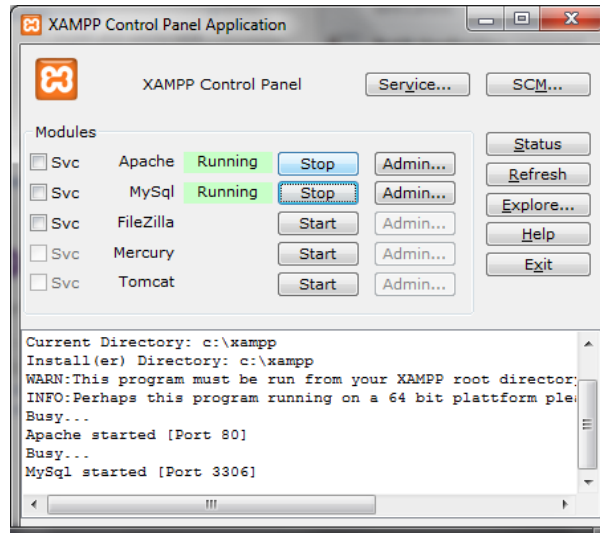 XAMPP Control Panel Application
XAMPP Control Panel
Service...
SCM...
Modules
Svc Apache Running Stop Admin...
Svc MySql Running Stop Admin...
Svc FileZilla Start Admin...
Svc Mercury Start Admin...
Svc Tomcat Start Admin...
Status
Refresh
Explore...
Help
Exit
Current Directory: c:\xampp
Install(er) Directory: c:\xampp
WARN:This program must be run from your XAMPP root director
INFO:Perhaps this program running on a 64 bit plattform plea
Busy...
Apache started [Port 80]
Busy...
MySql started [Port 3306]